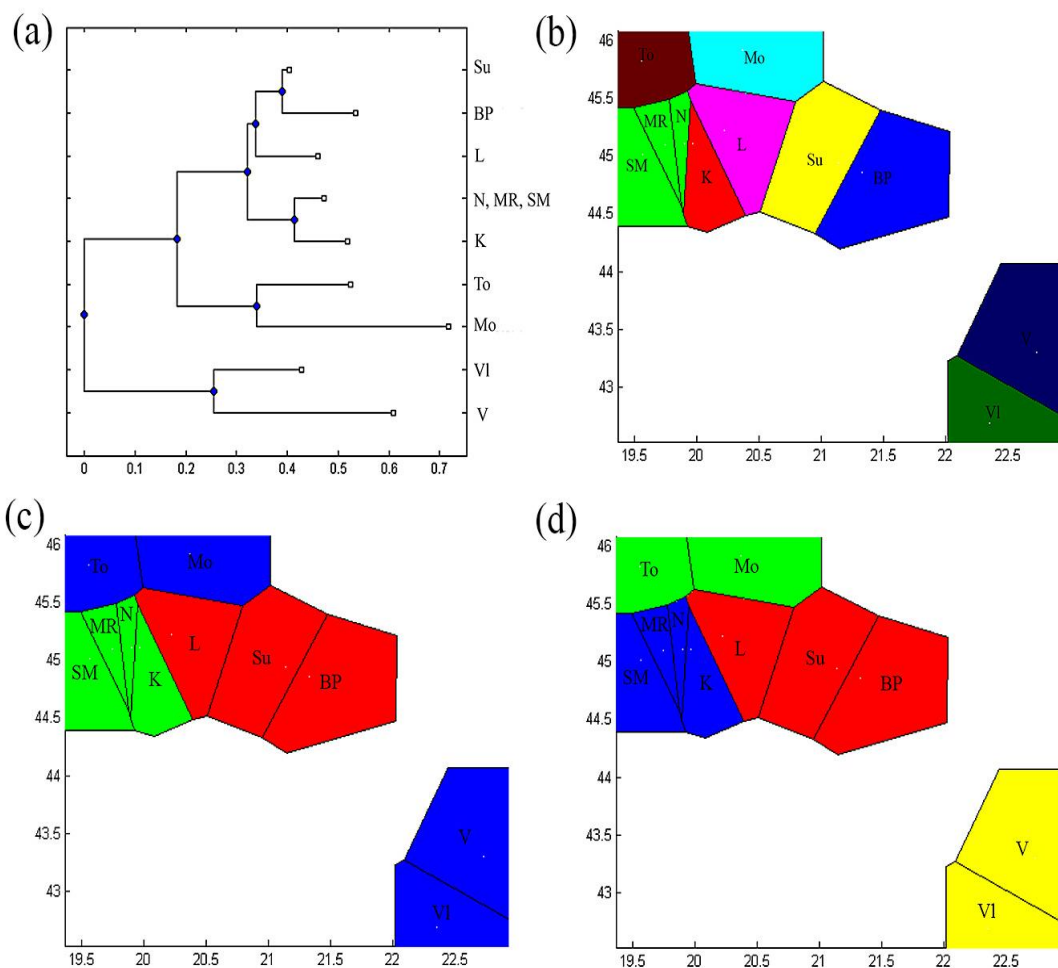 (a)
Su
BP
L
N, MR, SM
K
To
Mo
Vl
V
0 0.1 0.2 0.3 0.4 0.5 0.6 0.7
(b)
46
45.5
45
44.5
44
43.5
43
To
Mo
MR
N
SM
K
L
Su
BP
V
Vl
19.5 20 20.5 21 21.5 22 22.5
(c)
46
45.5
45
44.5
44
43.5
43
To
Mo
MR
N
SM
K
L
Su
BP
V
Vl
19.5 20 20.5 21 21.5 22 22.5
(d)
46
45.5
45
44.5
44
43.5
43
To
Mo
MR
N
SM
K
L
Su
BP
V
Vl
19.5 20 20.5 21 21.5 22 22.5